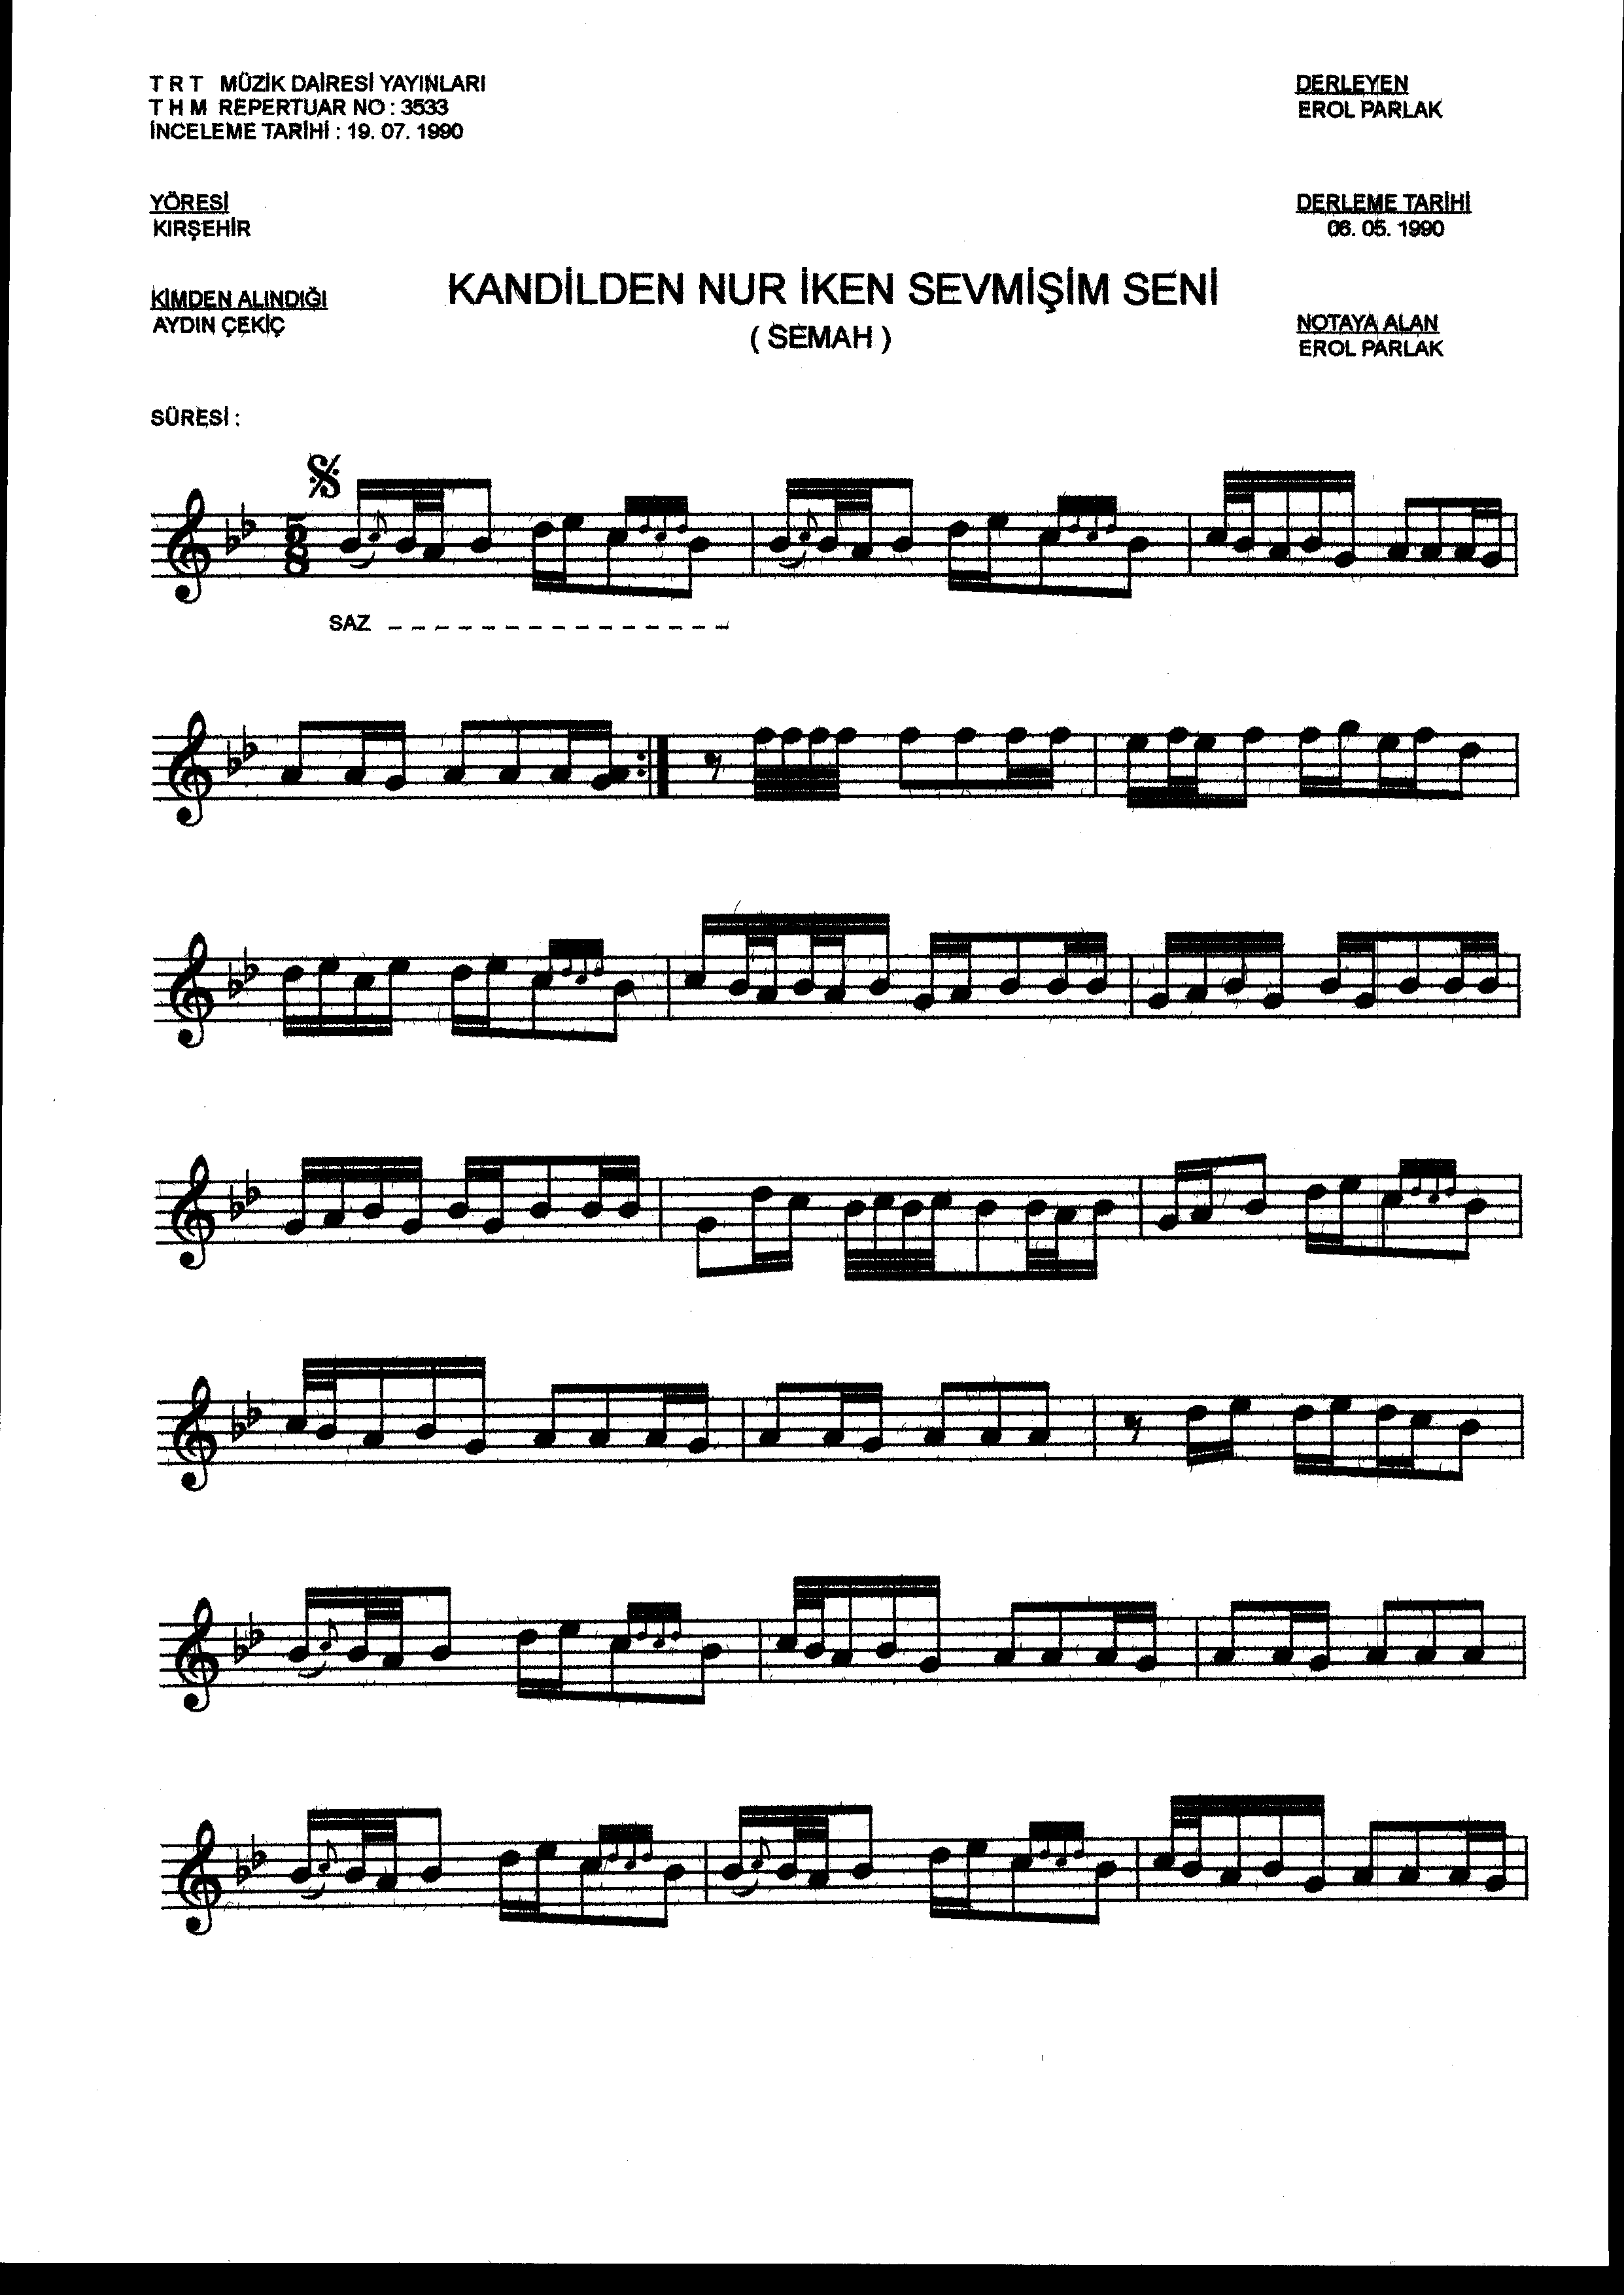 T R T MÜZİK DAİRESİ YAYINLARI
T H M REPERTUAR NO : 3533
İNCELEME TARİHİ : 19. 07. 1990
DERLEYEN
EROL PARLAK
YÖRESİ
KIRŞEHİR
DERLEME TARİHİ
06. 05. 1990
KANDİLDEN NUR İKEN SEVMİŞİM SENİ
( SEMAH )
KİMDEN ALINDIĞI
AYDIN ÇEKİÇ
NOTAYA ALAN
EROL PARLAK
SÜRESİ :
5
8
SAZ _ _ _ _ _ _ _ _ _ _ _ _ _ _ _